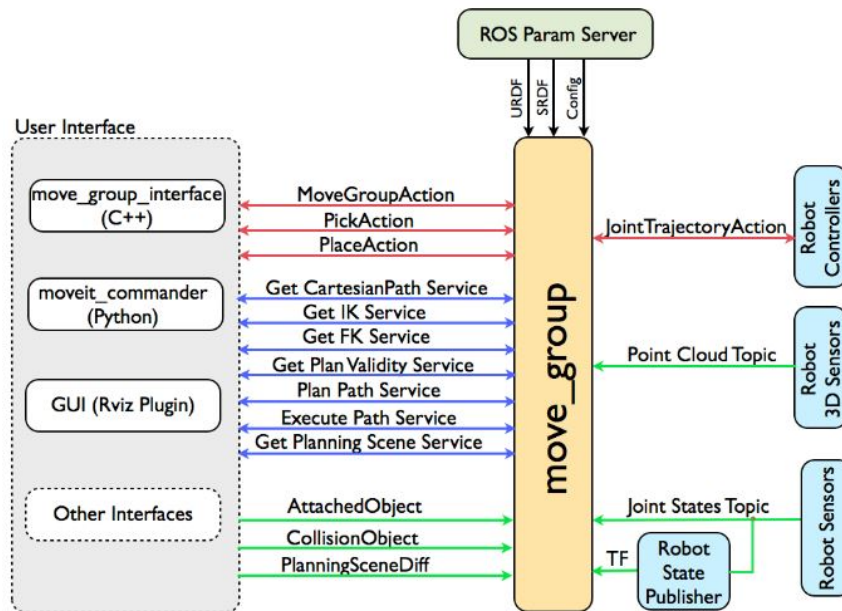 ROS Param Server
URDF
SRDF
Config
User Interface
move_group_interface
(C++)
moveit_commander
(Python)
GUI (Rviz Plugin)
Other Interfaces
MoveGroupAction
PickAction
PlaceAction
Get CartesianPath Service
Get IK Service
Get FK Service
Get Plan Validity Service
Plan Path Service
Execute Path Service
Get Planning Scene Service
AttachedObject
CollisionObject
PlanningSceneDiff
move_group
JointTrajectoryAction
Robot
Controllers
Point Cloud Topic
Robot
3D Sensors
Joint States Topic
Robot Sensors
TF
Robot
State
Publisher